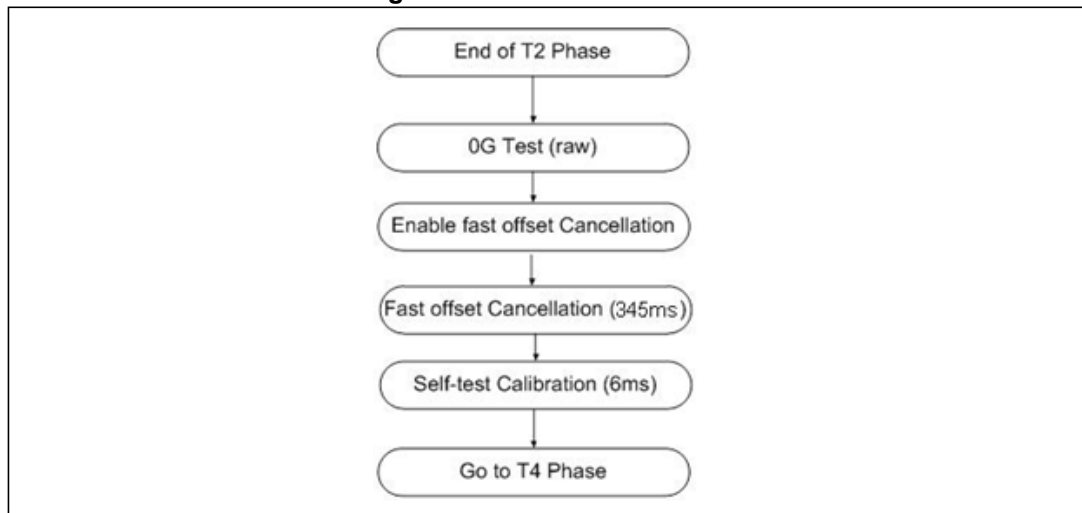 End of T2 Phase
0G Test (raw)
Enable fast offset Cancellation
Fast offset Cancellation (345ms)
Self-test Calibration (6ms)
Go to T4 Phase